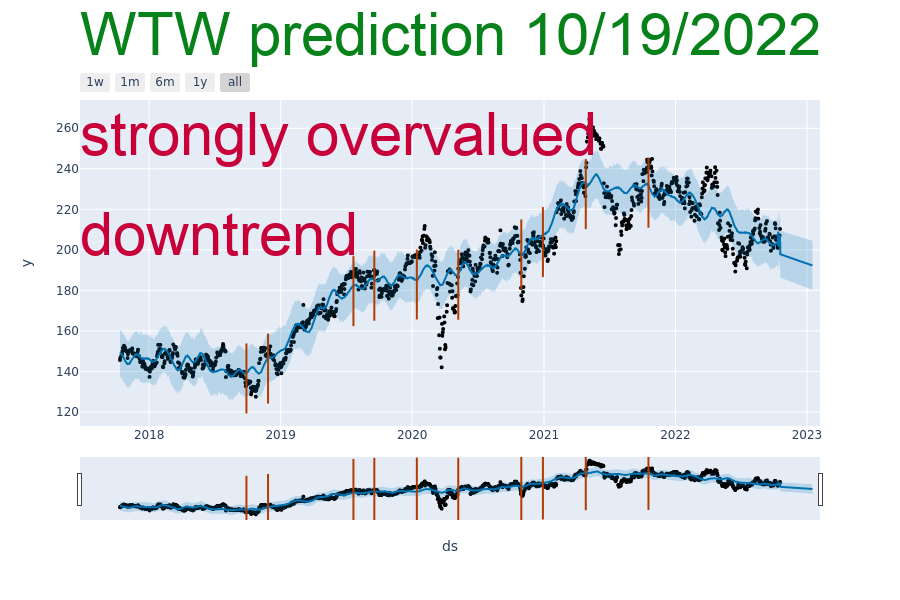 WTW prediction 10/19/2022
1w 1m 6m 1y all
strongly overvalued
downtrend
260
240
220
200
180
160
140
120
y
2018 2019 2020 2021 2022 2023
ds